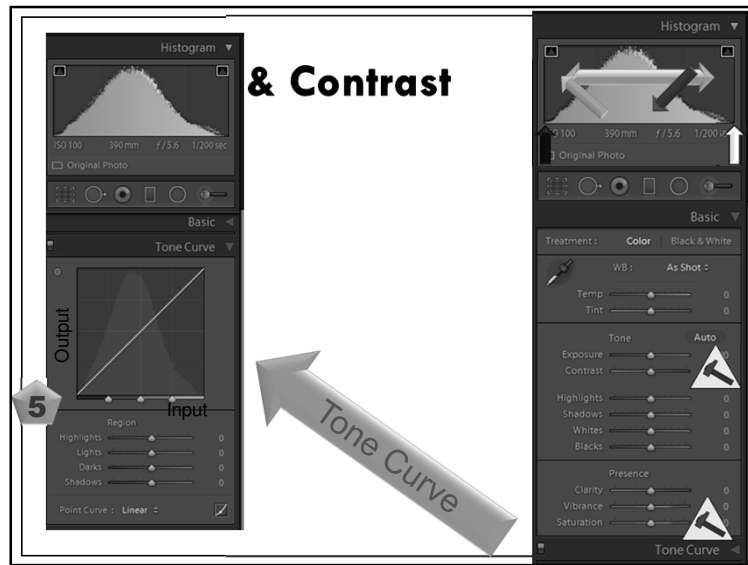 & Contrast
Histogram
ISO 100 390 mm f / 5.6 1/200 sec
Original Photo
Basic
Tone Curve
Output
Input
5
Region
Highlights 0
Lights 0
Darks 0
Shadows 0
Point Curve : Linear
Tone Curve
Histogram
100 390 mm f / 5.6 1/200
Original Photo
Basic
Treatment : Color Black & White
WB : As Shot
Temp 0
Tint 0
Tone Auto
Exposure 0
Contrast
Highlights 0
Shadows 0
Whites 0
Blacks 0
Presence
Clarity 0
Vibrance
Saturation
Tone Curve